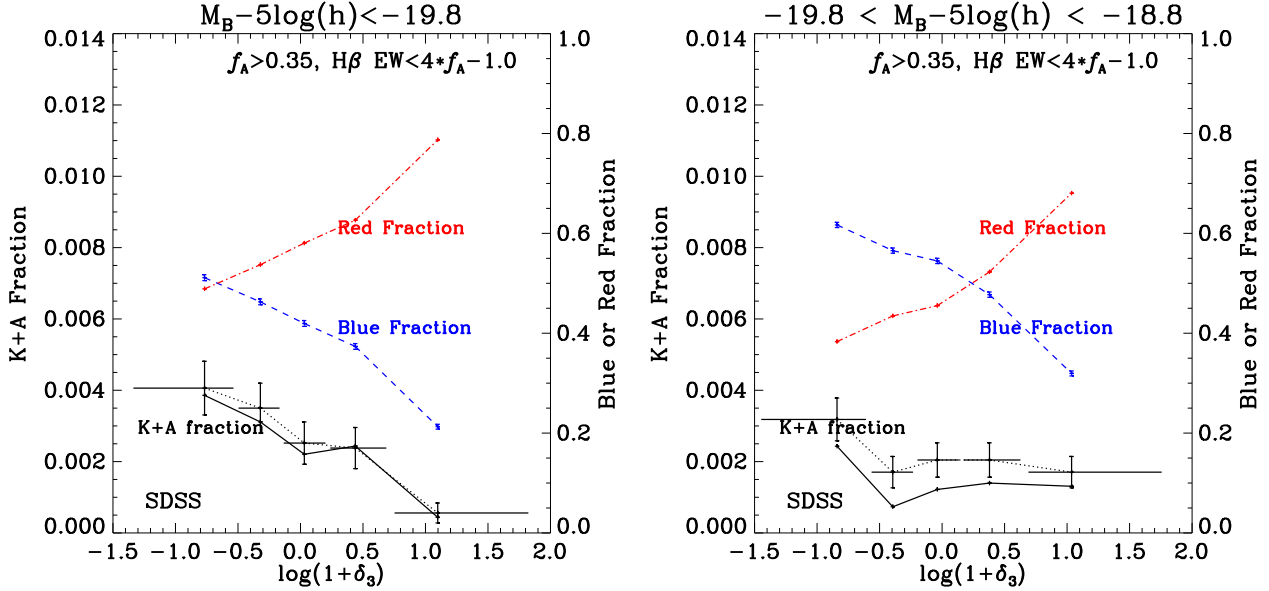 M_B−5log(h)<−19.8
f_A>0.35, Hβ EW<4*f_A−1.0
0.014
0.012
0.010
0.008
0.006
0.004
0.002
0.000
K+A Fraction
1.0
0.8
0.6
0.4
0.2
0.0
Blue or Red Fraction
Red Fraction
Blue Fraction
K+A fraction
SDSS
−1.5 −1.0 −0.5 0.0 0.5 1.0 1.5 2.0
log(1+δ_3)
−19.8 < M_B−5log(h) < −18.8
f_A>0.35, Hβ EW<4*f_A−1.0
0.014
0.012
0.010
0.008
0.006
0.004
0.002
0.000
K+A Fraction
1.0
0.8
0.6
0.4
0.2
0.0
Blue or Red Fraction
Red Fraction
Blue Fraction
K+A fraction
SDSS
−1.5 −1.0 −0.5 0.0 0.5 1.0 1.5 2.0
log(1+δ_3)